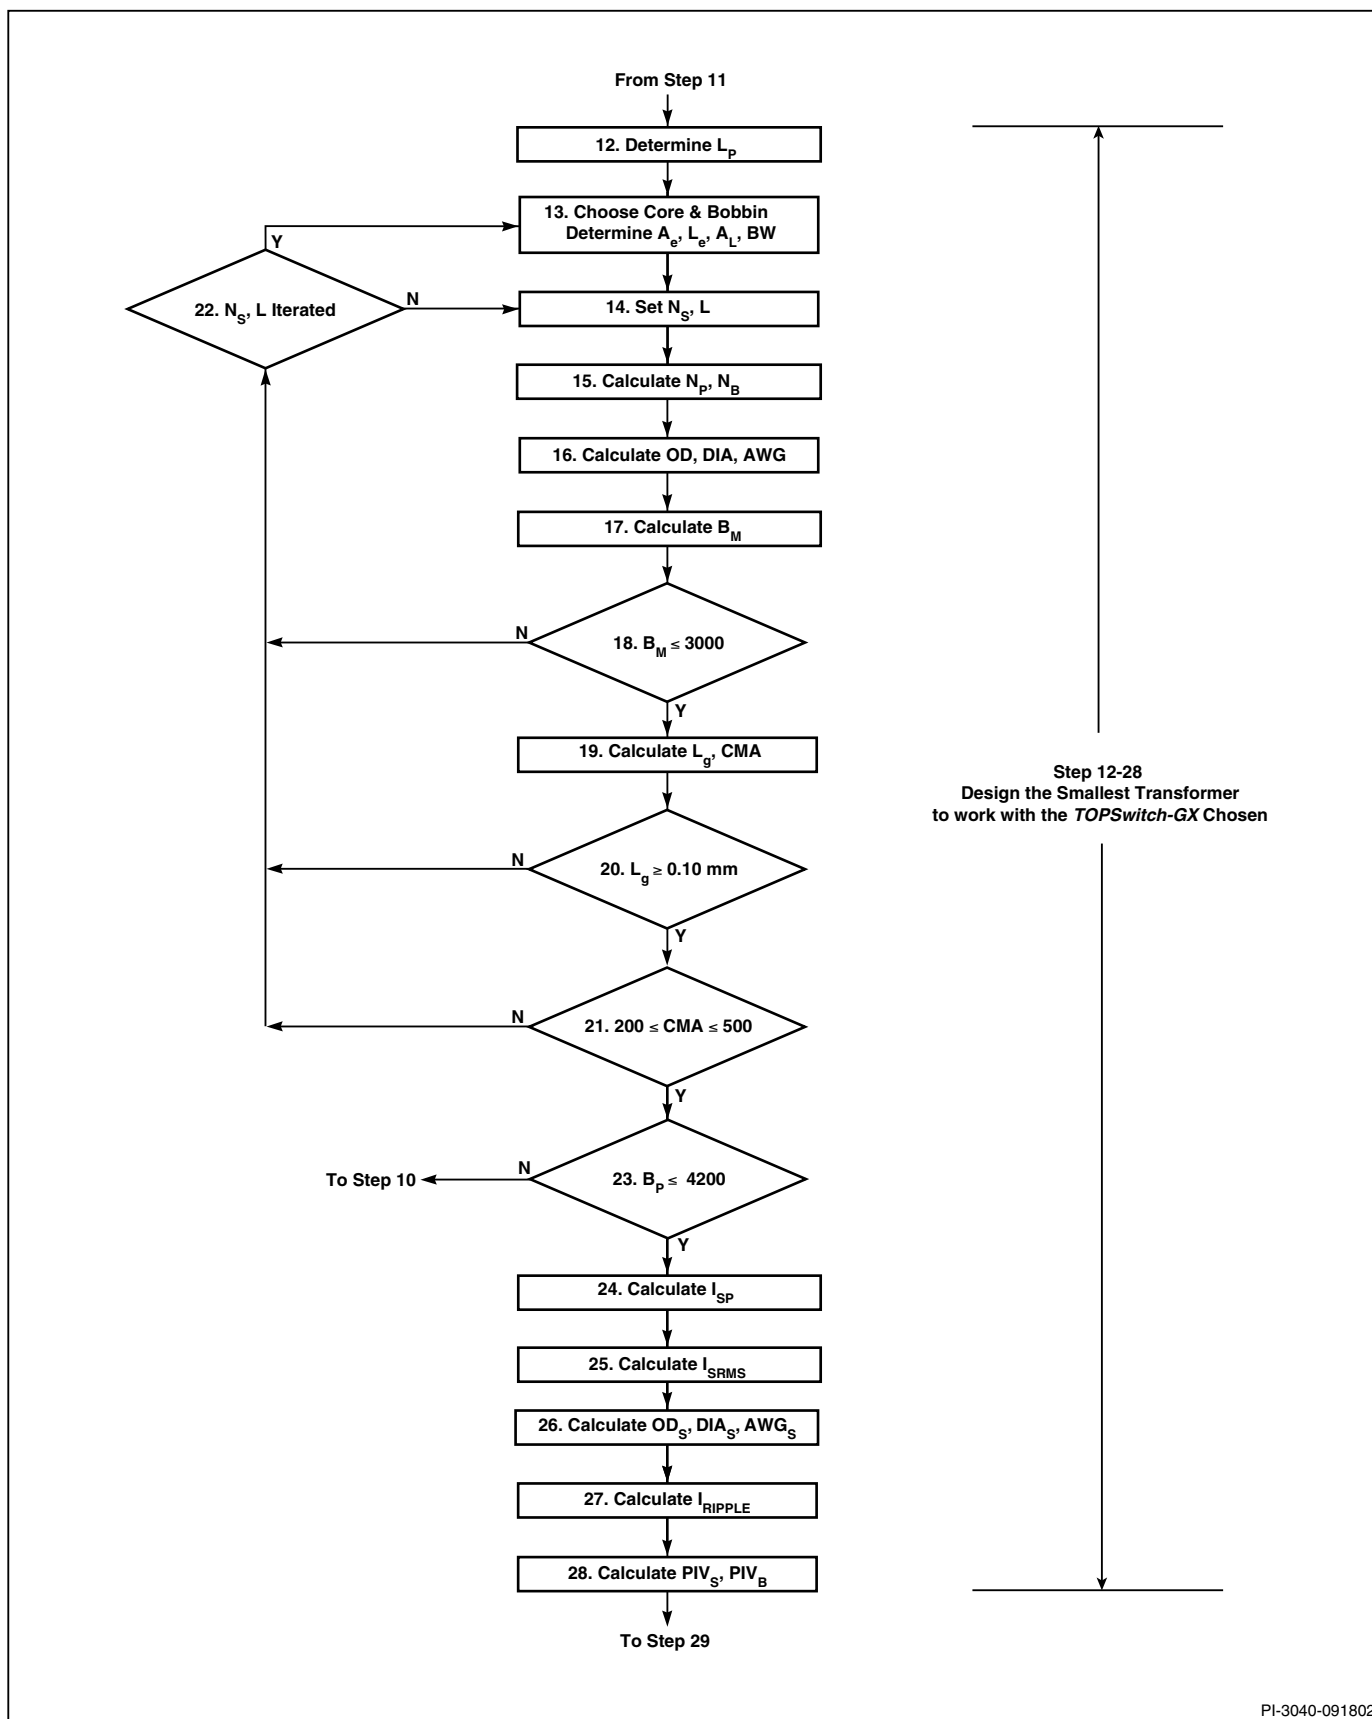 From Step 11
12. Determine L_P
13. Choose Core & Bobbin
Determine A_e, L_e, A_L, BW
Y
22. N_S, L Iterated
N
14. Set N_S, L
15. Calculate N_P, N_B
16. Calculate OD, DIA, AWG
17. Calculate B_M
N
18. B_M ≤ 3000
Y
19. Calculate L_g, CMA
Step 12-28
Design the Smallest Transformer
to work with the TOPSwitch-GX Chosen
N
20. L_g ≥ 0.10 mm
Y
N
21. 200 ≤ CMA ≤ 500
Y
To Step 10
N
23. B_P ≤ 4200
Y
24. Calculate I_SP
25. Calculate I_SRMS
26. Calculate OD_S, DIA_S, AWG_S
27. Calculate I_RIPPLE
28. Calculate PIV_S, PIV_B
To Step 29
PI-3040-091802